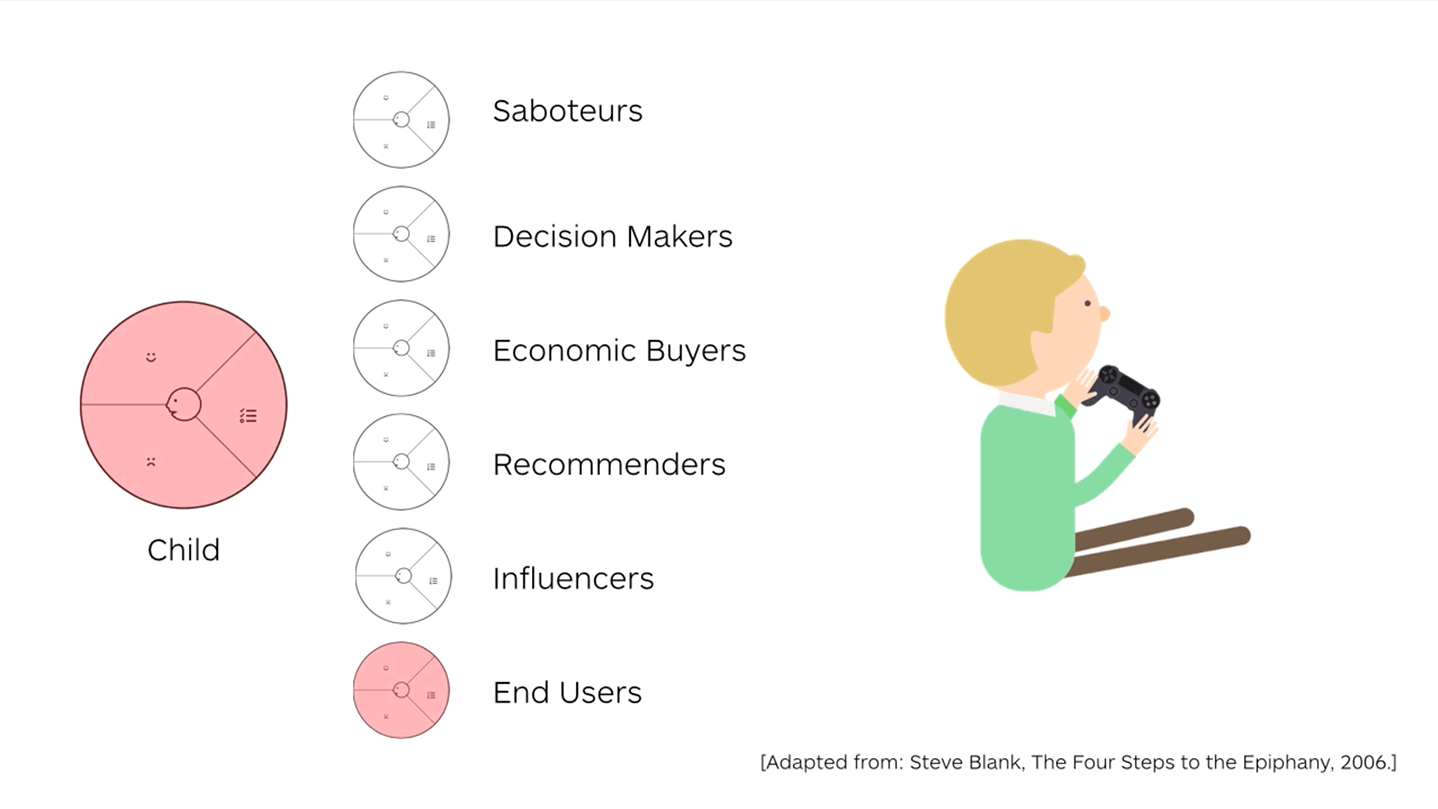 Saboteurs
Decision Makers
Economic Buyers
Recommenders
Influencers
End Users
Child
[Adapted from: Steve Blank, The Four Steps to the Epiphany, 2006.]